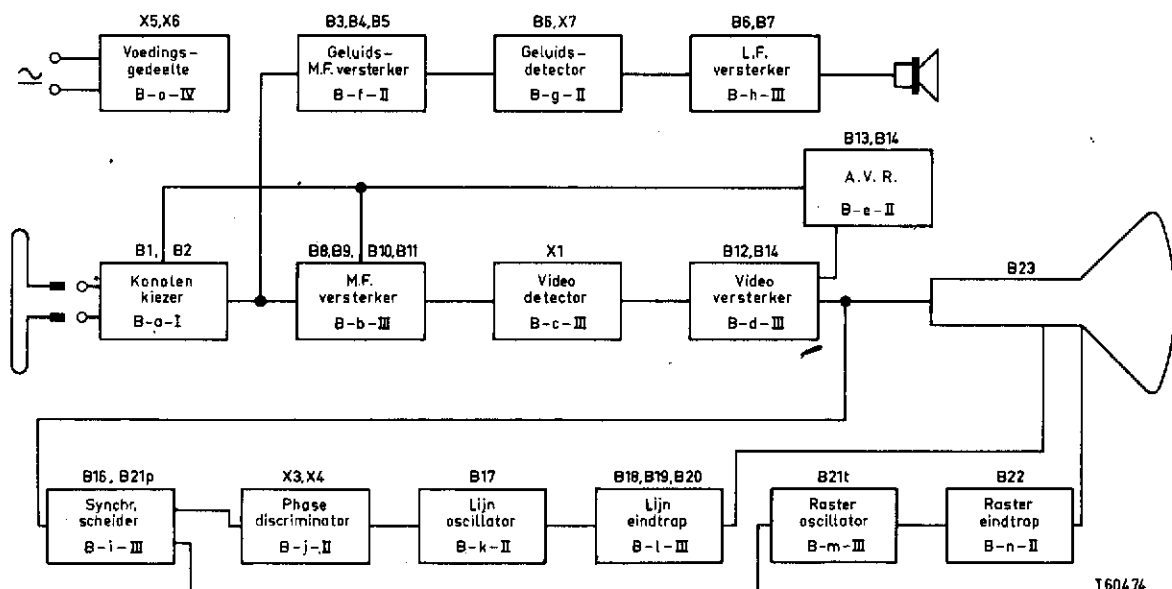 X5,X6
Voedings-
gedeelte
B-a-IV
B3,B4,B5
Geluids-
M.F. versterker
B-f-II
B6,X7
Geluids-
detector
B-g-II
B6,B7
L.F.
versterker
B-h-III
B13,B14
A.V.R.
B-e-II
B1, B2
Kanalen
kiezer
B-a-I
B8,B9, B10,B11
M.F.
versterker
B-b-III
X1
Video
detector
B-c-III
B12,B14
Video
versterker
B-d-III
B23
B16, B21p
Synchr.
scheider
B-i-III
X3,X4
Phase
discriminator
B-j-II
B17
Lijn
oscillator
B-k-II
B18,B19,B20
Lijn
eindtrap
B-l-III
B21t
Raster
oscillator
B-m-III
B22
Raster
eindtrap
B-n-II
T60474